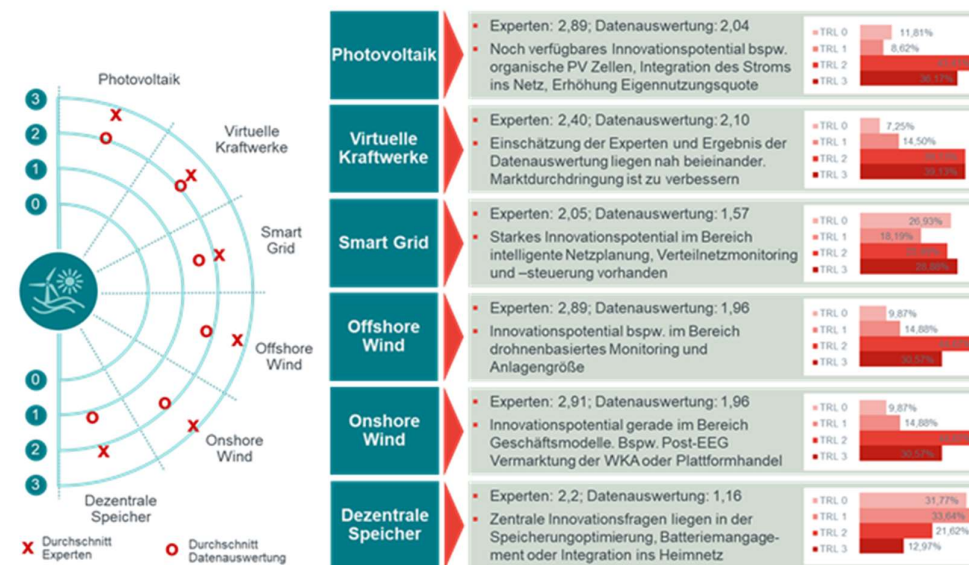 Photovoltaik
Virtuelle
Kraftwerke
Smart
Grid
Offshore
Wind
Onshore
Wind
Dezentrale
Speicher
3
2
1
0
0
1
2
3
x Durchschnitt
Experten
o Durchschnitt
Datenauswertung
Photovoltaik
Experten: 2,89; Datenauswertung: 2,04
Noch verfügbares Innovationspotential bspw.
organische PV Zellen, Integration des Stroms
ins Netz, Erhöhung Eigennutzungsquote
TRL 0 11,81%
TRL 1 8,62%
TRL 2
TRL 3 36,17%
Virtuelle
Kraftwerke
Experten: 2,40; Datenauswertung: 2,10
Einschätzung der Experten und Ergebnis der
Datenauswertung liegen nah beieinander.
Marktdurchdringung ist zu verbessern
TRL 0 7,25%
TRL 1 14,50%
TRL 2
TRL 3 39,13%
Smart Grid
Experten: 2,05; Datenauswertung: 1,57
Starkes Innovationspotential im Bereich
intelligente Netzplanung, Verteilnetzmonitoring
und –steuerung vorhanden
TRL 0 26,93%
TRL 1 18,19%
TRL 2
TRL 3 28,88%
Offshore
Wind
Experten: 2,89; Datenauswertung: 1,96
Innovationspotential bspw. im Bereich
drohnenbasiertes Monitoring und
Anlagengröße
TRL 0 9,87%
TRL 1 14,88%
TRL 2
TRL 3 30,57%
Onshore
Wind
Experten: 2,91; Datenauswertung: 1,96
Innovationspotential gerade im Bereich
Geschäftsmodelle. Bspw. Post-EEG
Vermarktung der WKA oder Plattformhandel
TRL 0 9,87%
TRL 1 14,88%
TRL 2
TRL 3 30,57%
Dezentrale
Speicher
Experten: 2,2; Datenauswertung: 1,16
Zentrale Innovationsfragen liegen in der
Speicherungoptimierung, Batteriemangage-
ment oder Integration ins Heimnetz
TRL 0 31,77%
TRL 1 33,64%
TRL 2 21,62%
TRL 3 12,97%